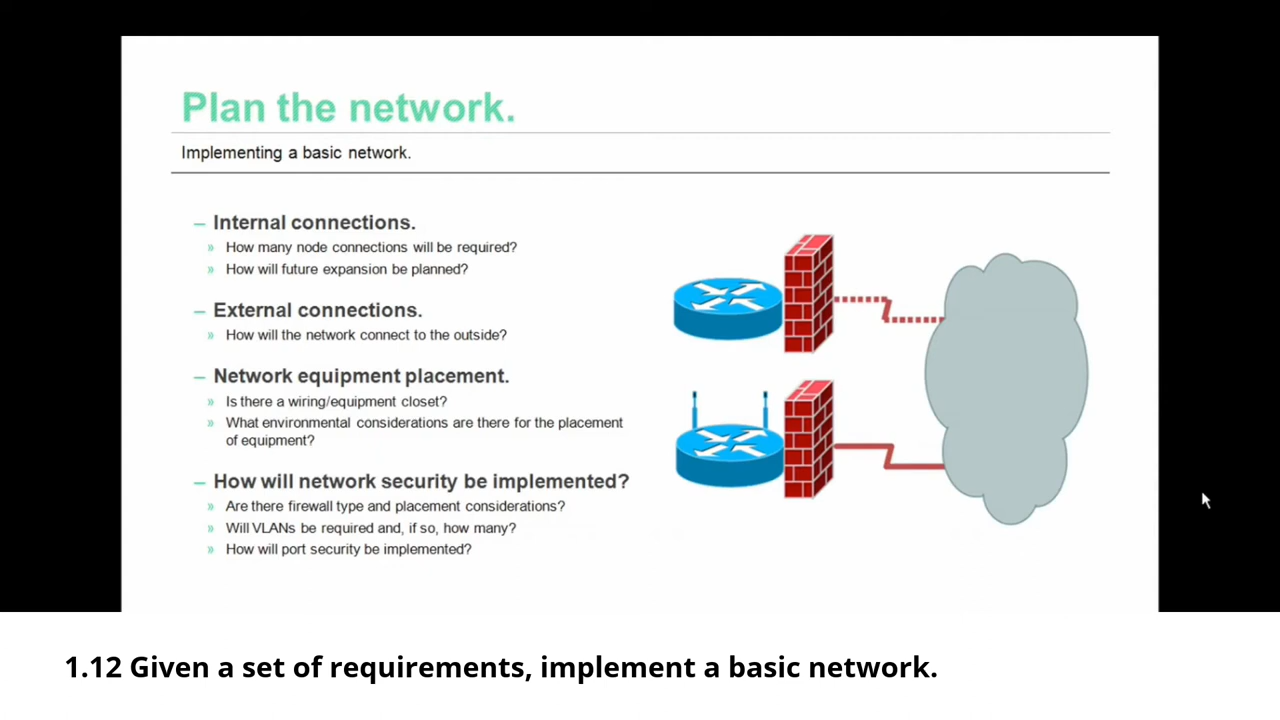 Plan the network.
Implementing a basic network.
– Internal connections.
» How many node connections will be required?
» How will future expansion be planned?
– External connections.
» How will the network connect to the outside?
– Network equipment placement.
» Is there a wiring/equipment closet?
» What environmental considerations are there for the placement
of equipment?
– How will network security be implemented?
» Are there firewall type and placement considerations?
» Will VLANs be required and, if so, how many?
» How will port security be implemented?
1.12 Given a set of requirements, implement a basic network.